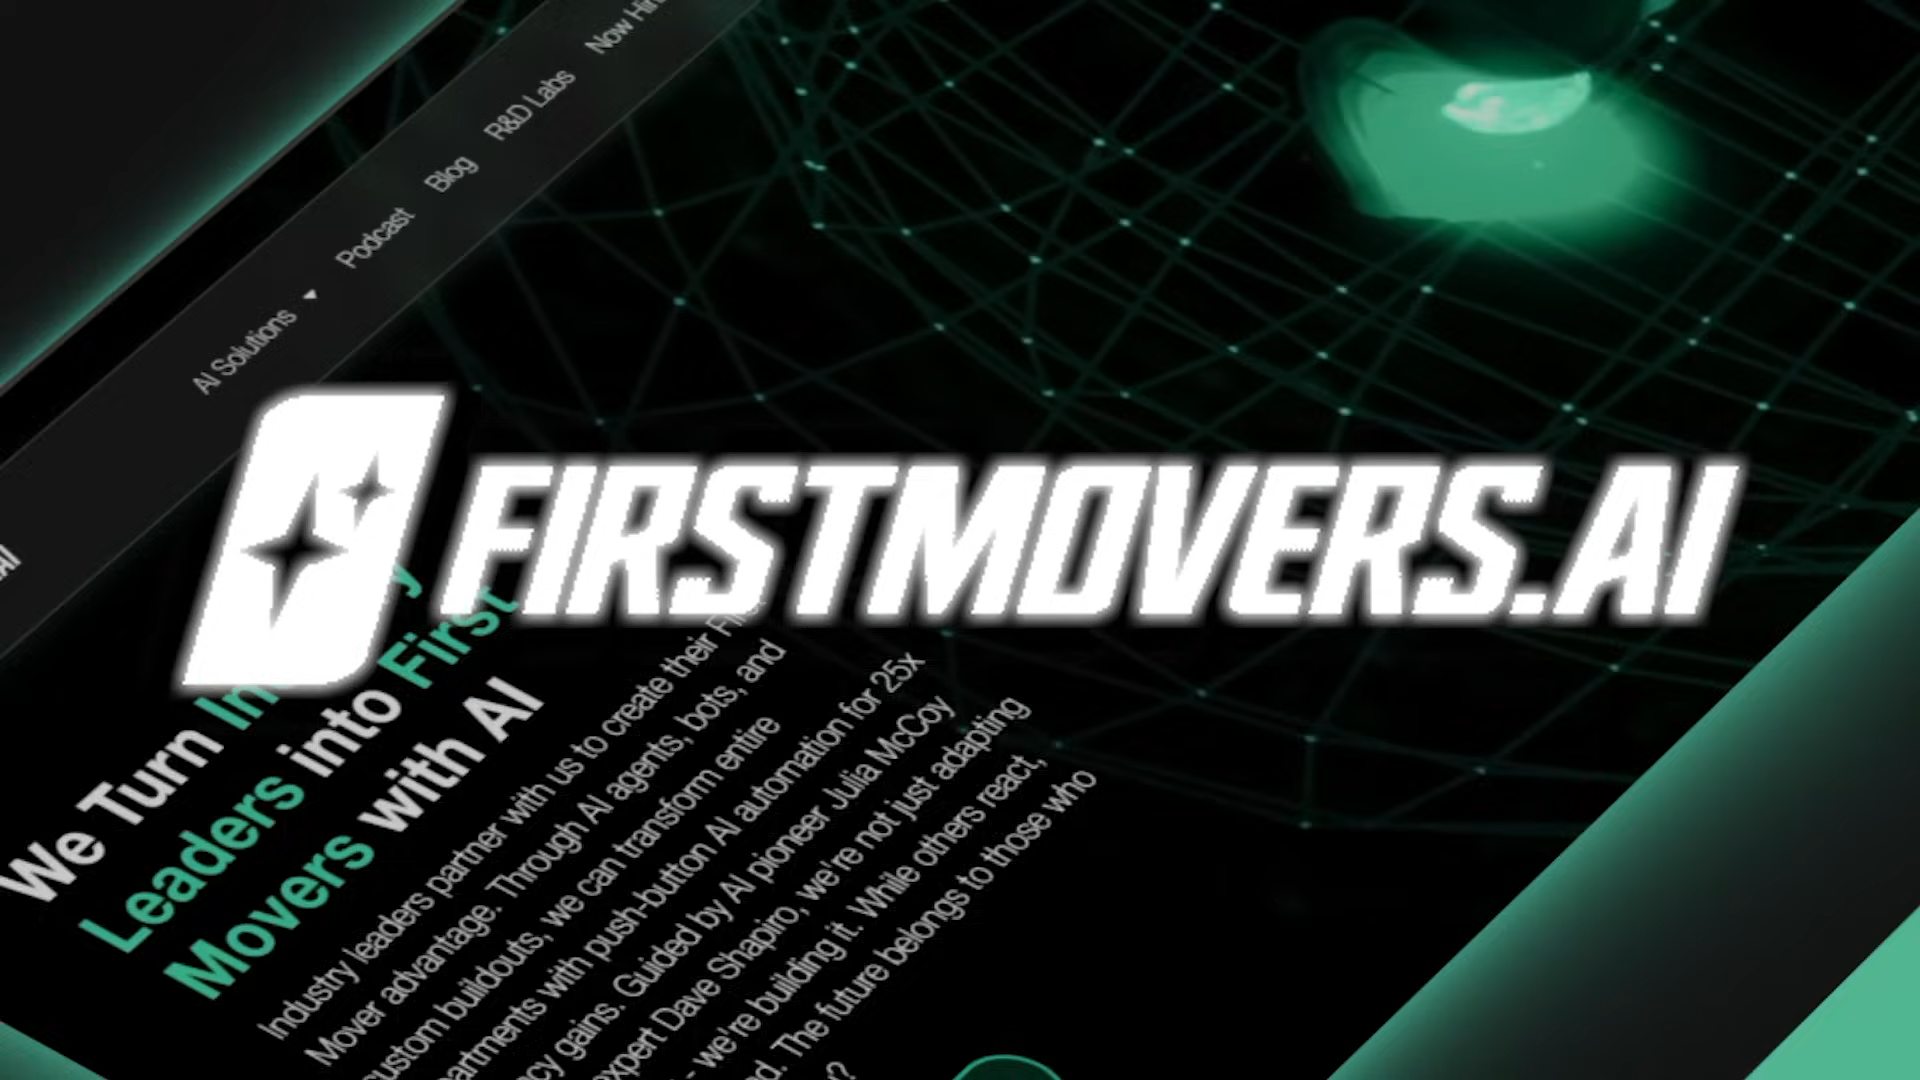 AI Solutions
Podcast
Blog
R&D Labs
Now
FIRSTMOVERS.AI
We Turn
Leaders into First
Movers with AI
Industry leaders partner with us to create their
Mover advantage. Through AI agents, bots, and
custom buildouts, we can transform entire
with push-button AI automation for 25x
gains. Guided by AI pioneer Julia McCoy
expert Dave Shapiro, we're not just adapting
- we're building it. While others react,
The future belongs to those who